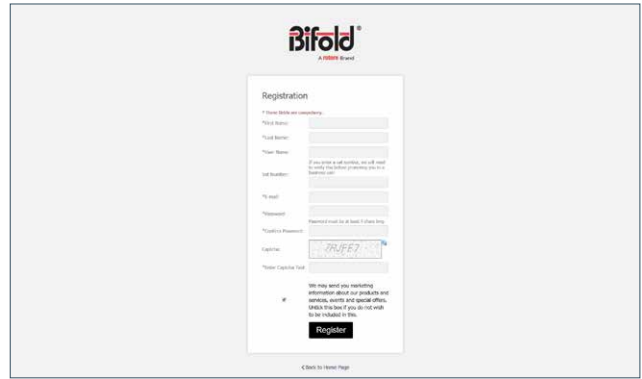 Bifold®
A rotork Brand
Registration
* These fields are compulsory.
*First Name:
*Last Name:
*User Name:
If you enter a
we will need
to verify this before promoting you to a
business user
Number:
*E-mail:
*Password:
Password must be at least
chars long
*Confirm Password:
Captcha:
*Enter Captcha Text
We may send you marketing
information about our products and
services, events and special offers.
Untick this box if you do not wish
to be included in this.
Register
Back to Home Page